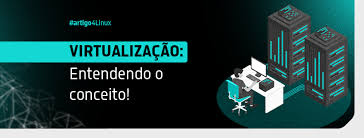 #artigo4Linux
VIRTUALIZAÇÃO:
Entendendo o
conceito!